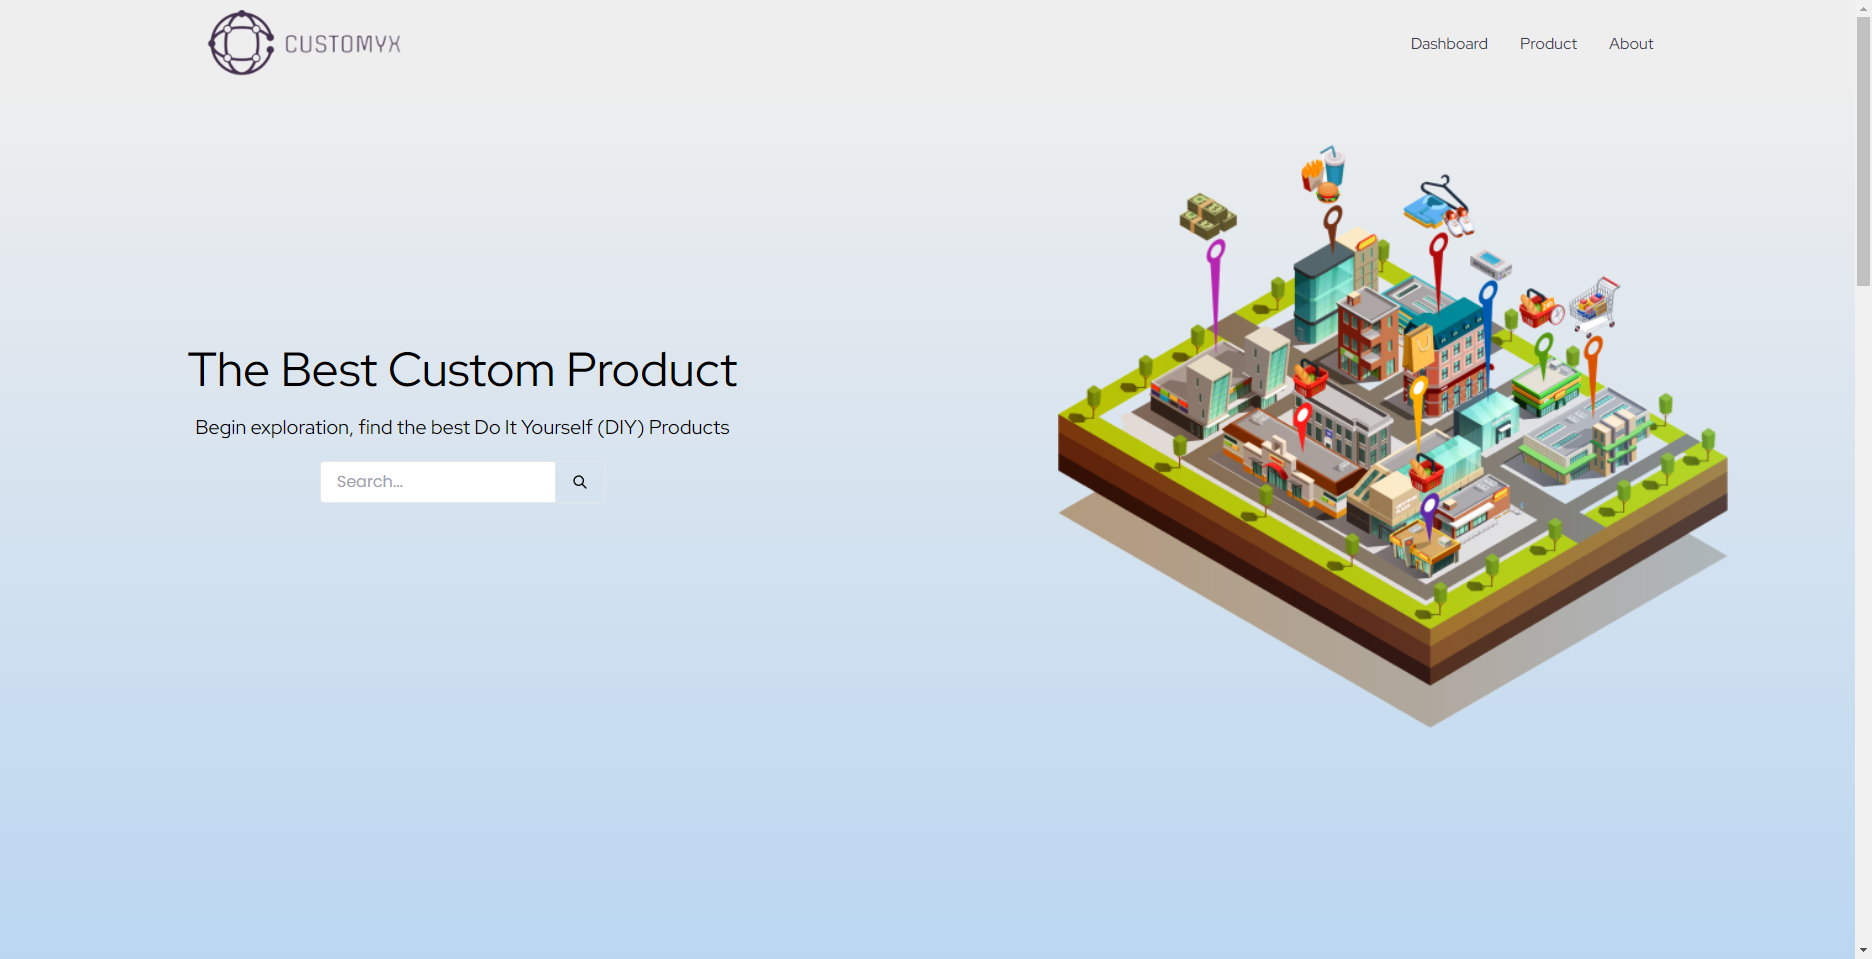 CUSTOMYX
Dashboard Product About
The Best Custom Product
Begin exploration, find the best Do It Yourself (DIY) Products
Search...